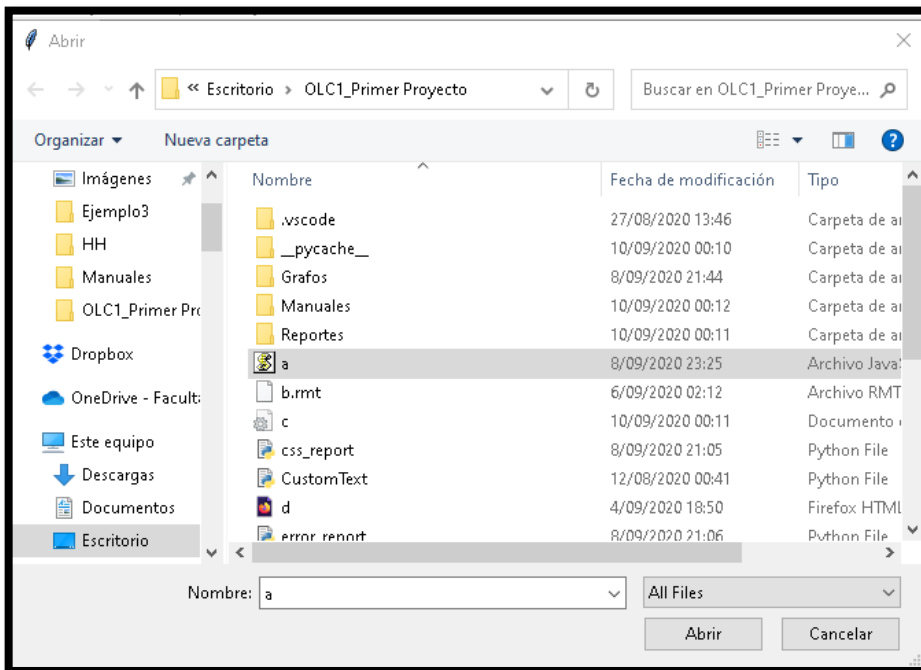 Abrir
« Escritorio › OLC1_Primer Proyecto
Buscar en OLC1_Primer Proye...
Organizar
Nueva carpeta
Imágenes
Ejemplo3
HH
Manuales
OLC1_Primer Pro
Dropbox
OneDrive - Facult
Este equipo
Descargas
Documentos
Escritorio
Nombre Fecha de modificación Tipo
.vscode 27/08/2020 13:46 Carpeta de ar
__pycache__ 10/09/2020 00:10 Carpeta de ar
Grafos 8/09/2020 21:44 Carpeta de ar
Manuales 10/09/2020 00:12 Carpeta de ar
Reportes 10/09/2020 00:11 Carpeta de ar
a 8/09/2020 23:25 Archivo JavaS
b.rmt 6/09/2020 02:12 Archivo RMT
c 10/09/2020 00:11 Documento
css_report 8/09/2020 21:05 Python File
CustomText 12/08/2020 00:41 Python File
d 4/09/2020 18:50 Firefox HTML
error_report 8/09/2020 21:06 Python File
Nombre: a
All Files
Abrir
Cancelar